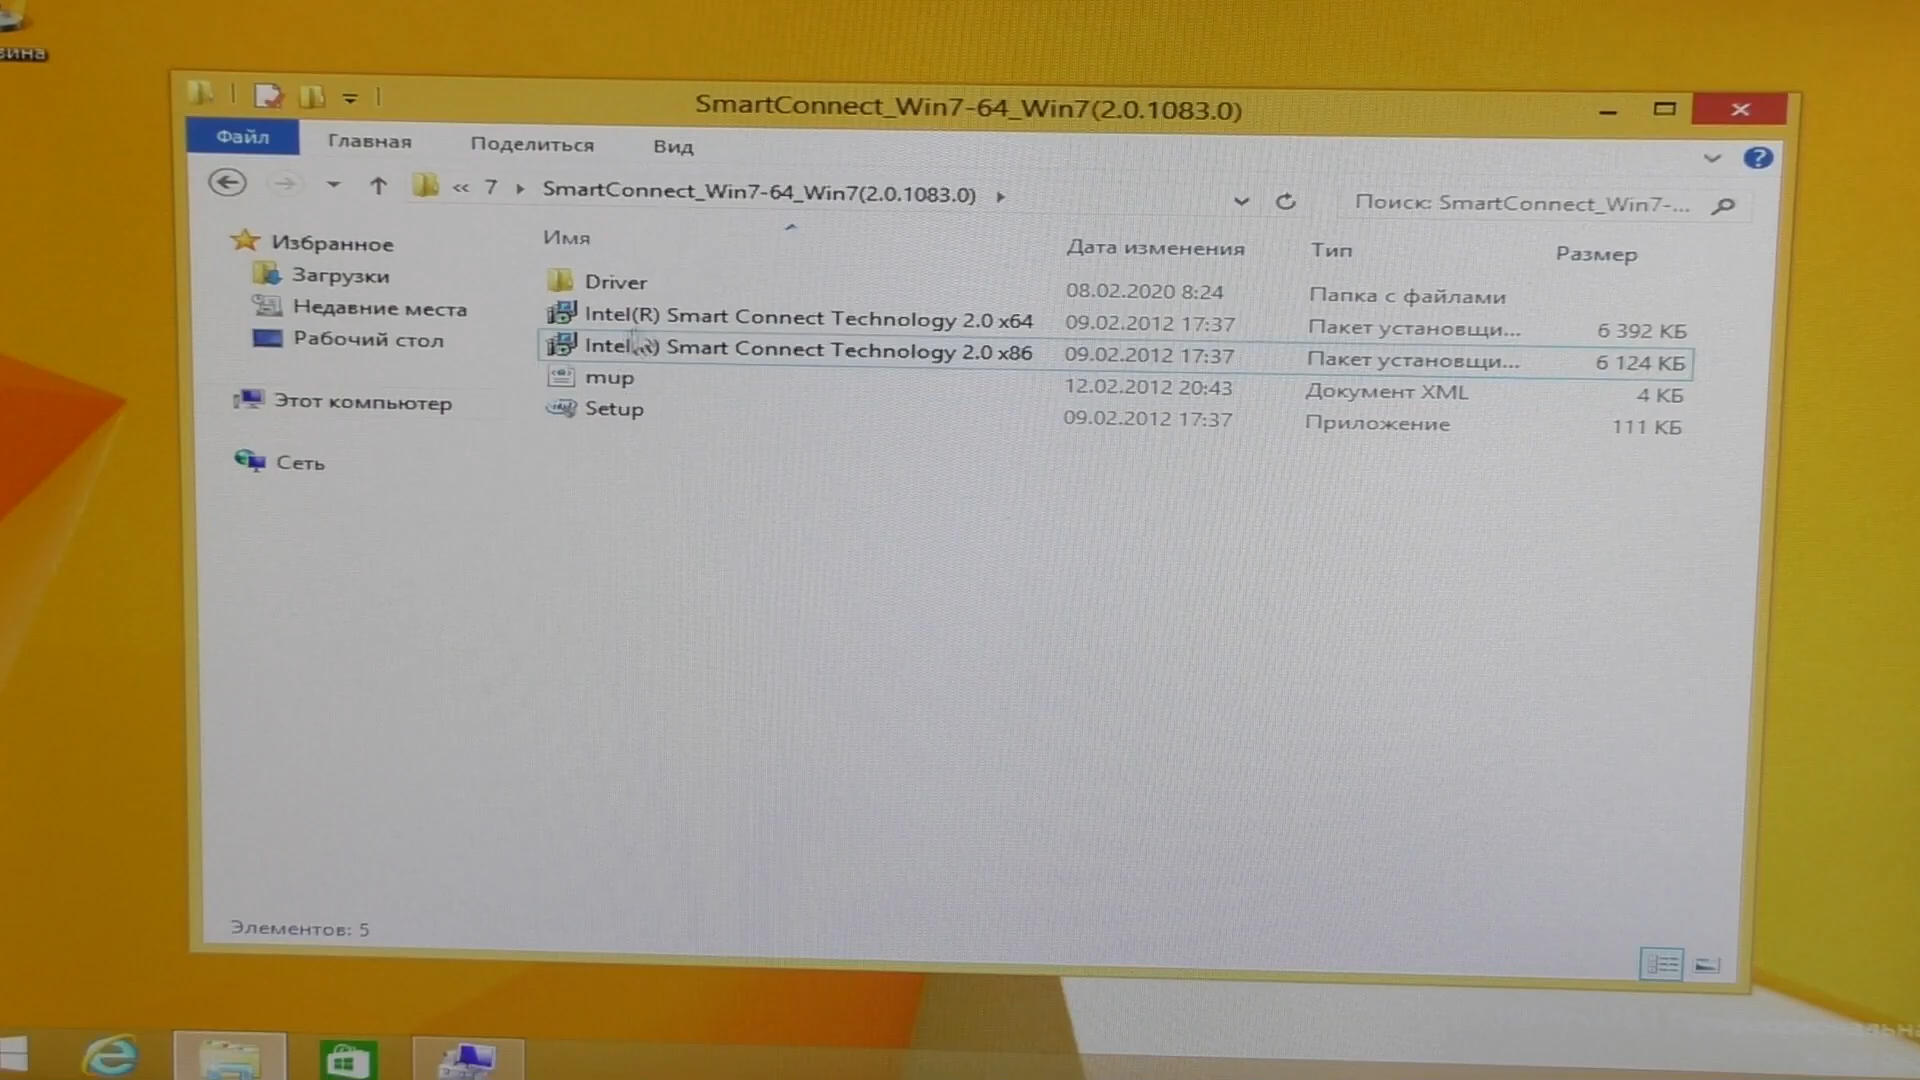 SmartConnect_Win7-64_Win7(2.0.1083.0)
Файл Главная Поделиться Вид
« 7 SmartConnect_Win7-64_Win7(2.0.1083.0) Поиск: SmartConnect_Win7-...
Избранное
Загрузки
Недавние места
Рабочий стол
Этот компьютер
Сеть
Имя Дата изменения Тип Размер
Driver 08.02.2020 8:24 Папка с файлами
Intel(R) Smart Connect Technology 2.0 x64 09.02.2012 17:37 Пакет установщи... 6 392 КБ
Intel(R) Smart Connect Technology 2.0 x86 09.02.2012 17:37 Пакет установщи... 6 124 КБ
mup 12.02.2012 20:43 Документ XML 4 КБ
Setup 09.02.2012 17:37 Приложение 111 КБ
Элементов: 5